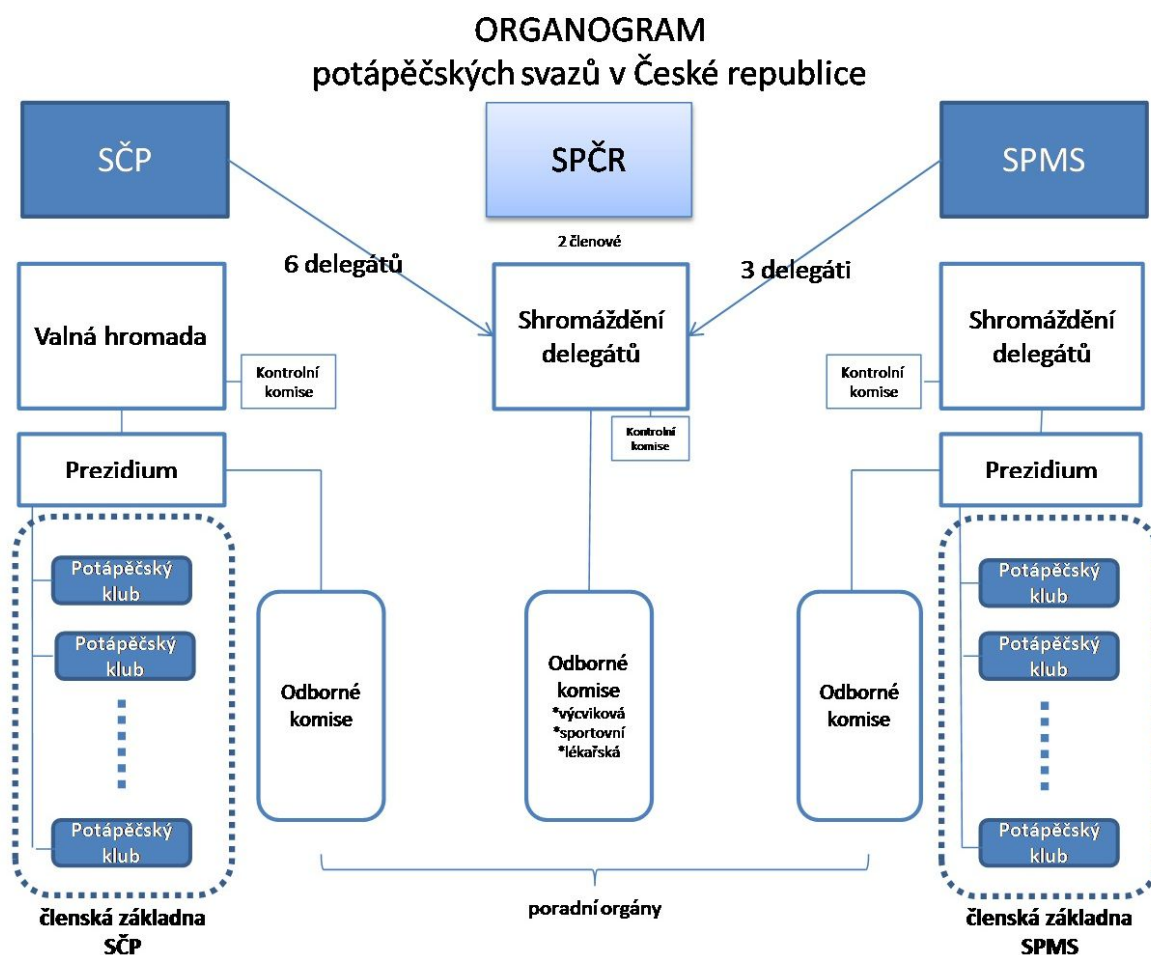 ORGANOGRAM
potápěčských svazů v České republice
SČP
SPČR
SPMS
2 členové
6 delegátů
3 delegáti
Valná hromada
Kontrolní
komise
Shromáždění
delegátů
Kontrolní
komise
Kontrolní
komise
Shromáždění
delegátů
Prezidium
Prezidium
Potápěčský
klub
Potápěčský
klub
Potápěčský
klub
Odborné
komise
Odborné
komise
*výcviková
*sportovní
*lékařská
Odborné
komise
Potápěčský
klub
Potápěčský
klub
Potápěčský
klub
poradní orgány
členská základna
SČP
členská základna
SPMS